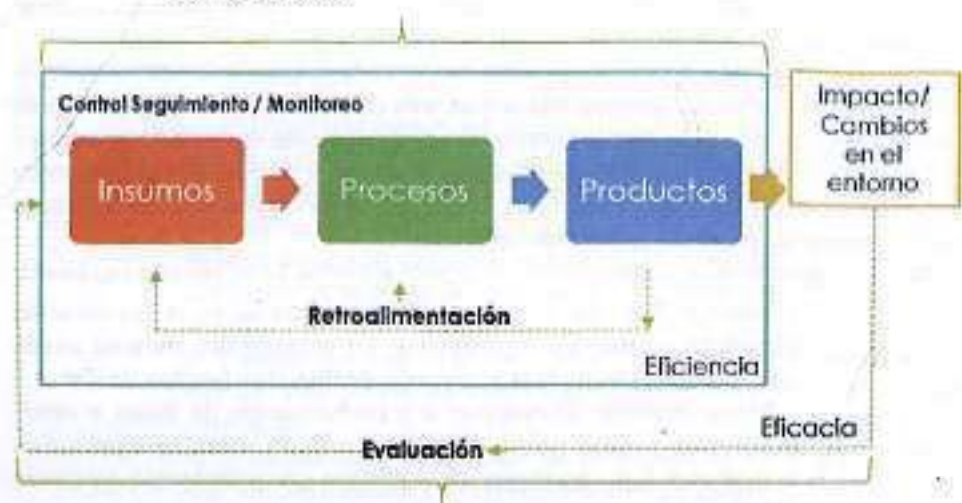 Control Seguimiento / Monitoreo
Insumos
Procesos
Productos
Impacto/
Cambios
en el
entorno
Retroalimentación
Eficiencia
Eficacia
Evaluación